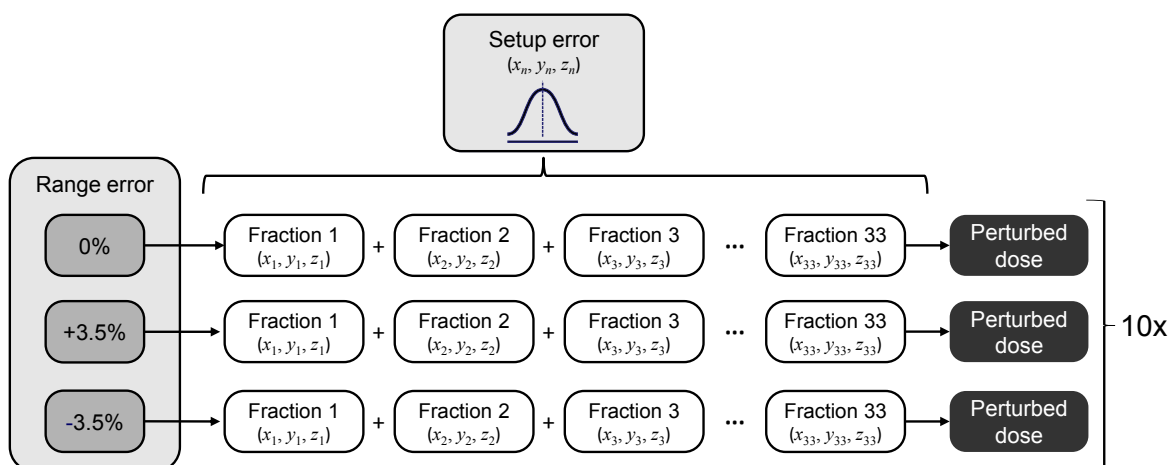 Setup error
(xn, yn, zn)
Range error
0%
Fraction 1
(x1, y1, z1)
+
Fraction 2
(x2, y2, z2)
+
Fraction 3
(x3, y3, z3)
...
Fraction 33
(x33, y33, z33)
Perturbed
dose
+3.5%
Fraction 1
(x1, y1, z1)
+
Fraction 2
(x2, y2, z2)
+
Fraction 3
(x3, y3, z3)
...
Fraction 33
(x33, y33, z33)
Perturbed
dose
10x
-3.5%
Fraction 1
(x1, y1, z1)
+
Fraction 2
(x2, y2, z2)
+
Fraction 3
(x3, y3, z3)
...
Fraction 33
(x33, y33, z33)
Perturbed
dose